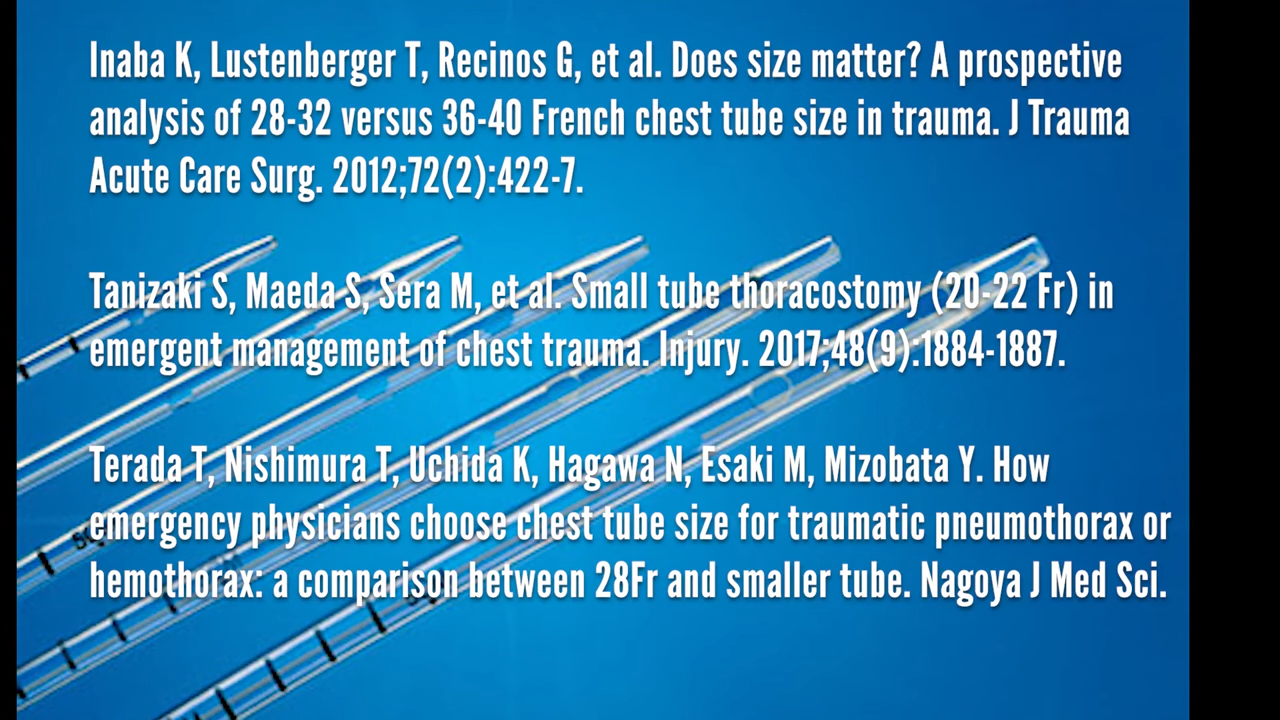 Inaba K, Lustenberger T, Recinos G, et al. Does size matter? A prospective
analysis of 28-32 versus 36-40 French chest tube size in trauma. J Trauma
Acute Care Surg. 2012;72(2):422-7.
Tanizaki S, Maeda S, Sera M, et al. Small tube thoracostomy (20-22 Fr) in
emergent management of chest trauma. Injury. 2017;48(9):1884-1887.
Terada T, Nishimura T, Uchida K, Hagawa N, Esaki M, Mizobata Y. How
emergency physicians choose chest tube size for traumatic pneumothorax or
hemothorax: a comparison between 28Fr and smaller tube. Nagoya J Med Sci.